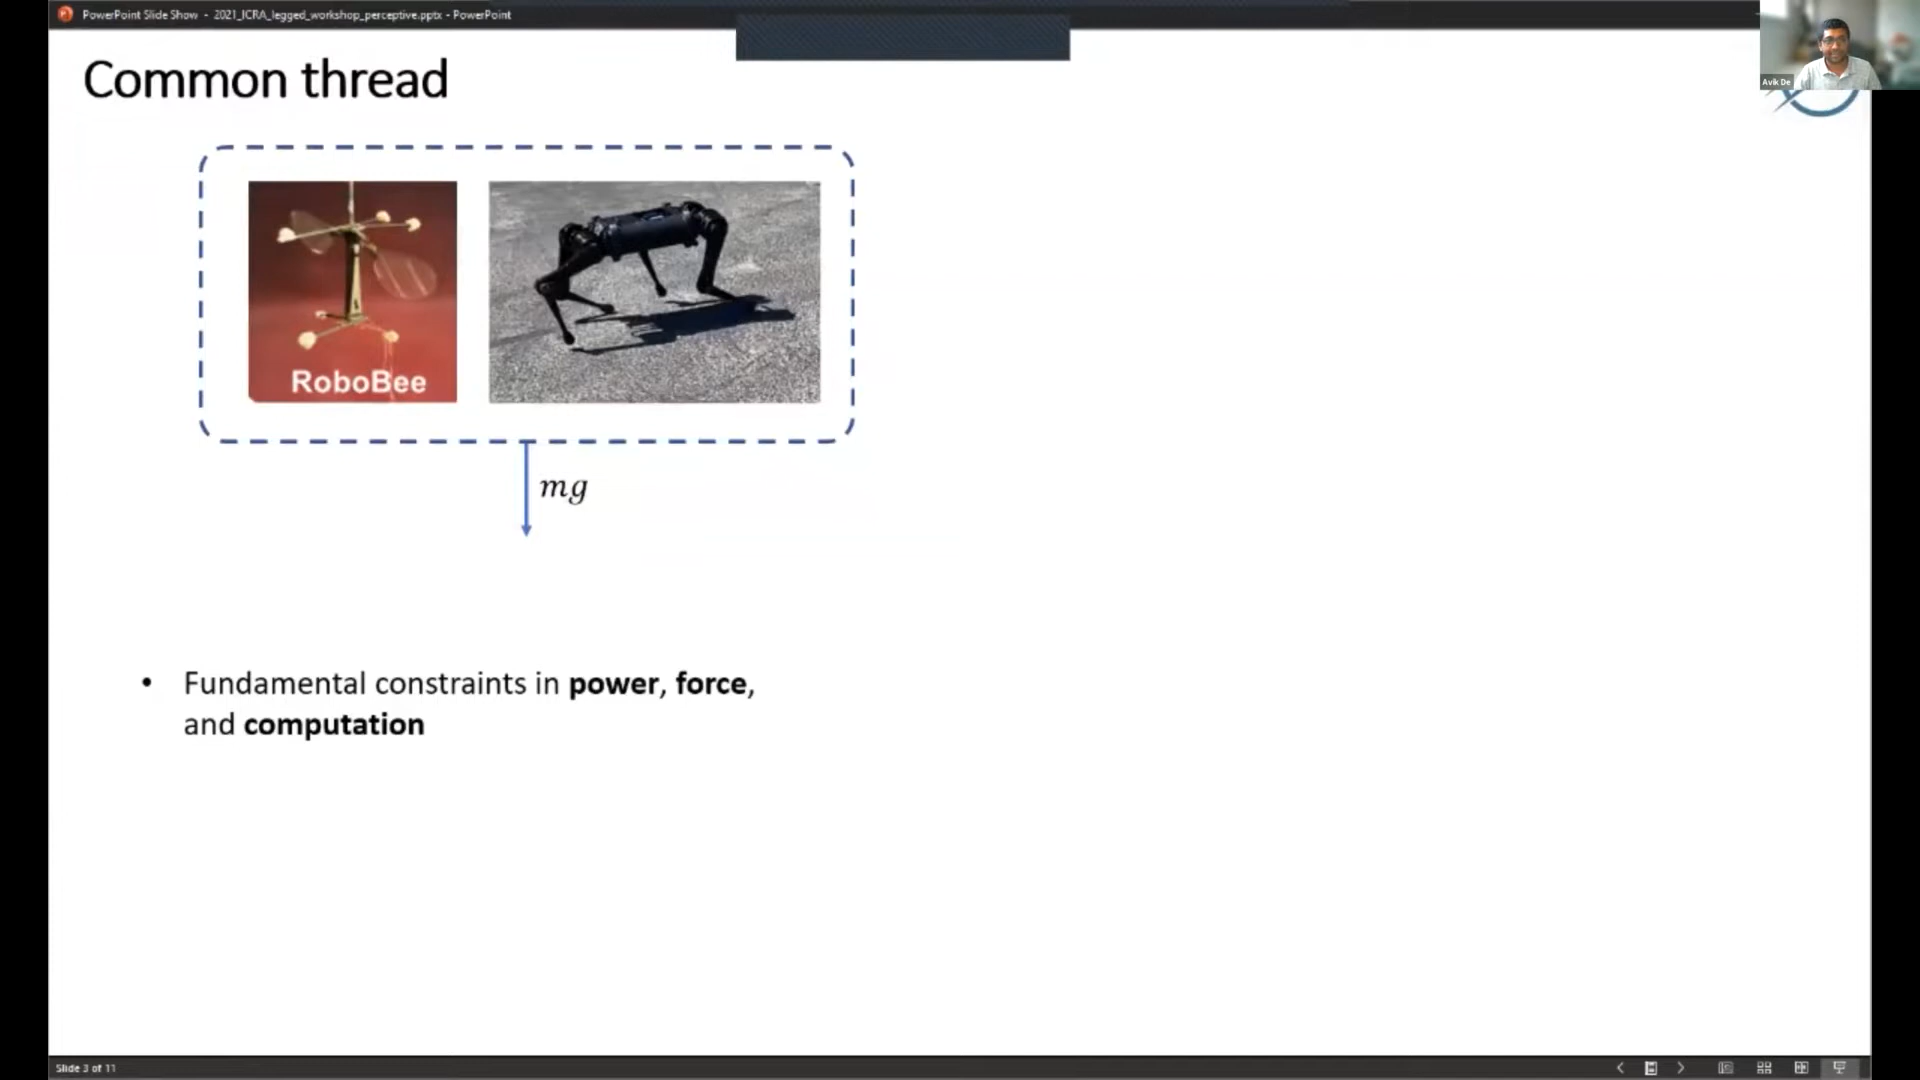 PowerPoint Slide Show - 2021_ICRA_legged_workshop_perceptive.pptx - PowerPoint
Avik De
Common thread
RoboBee
mg
• Fundamental constraints in power, force,
and computation
Slide 3 of 11